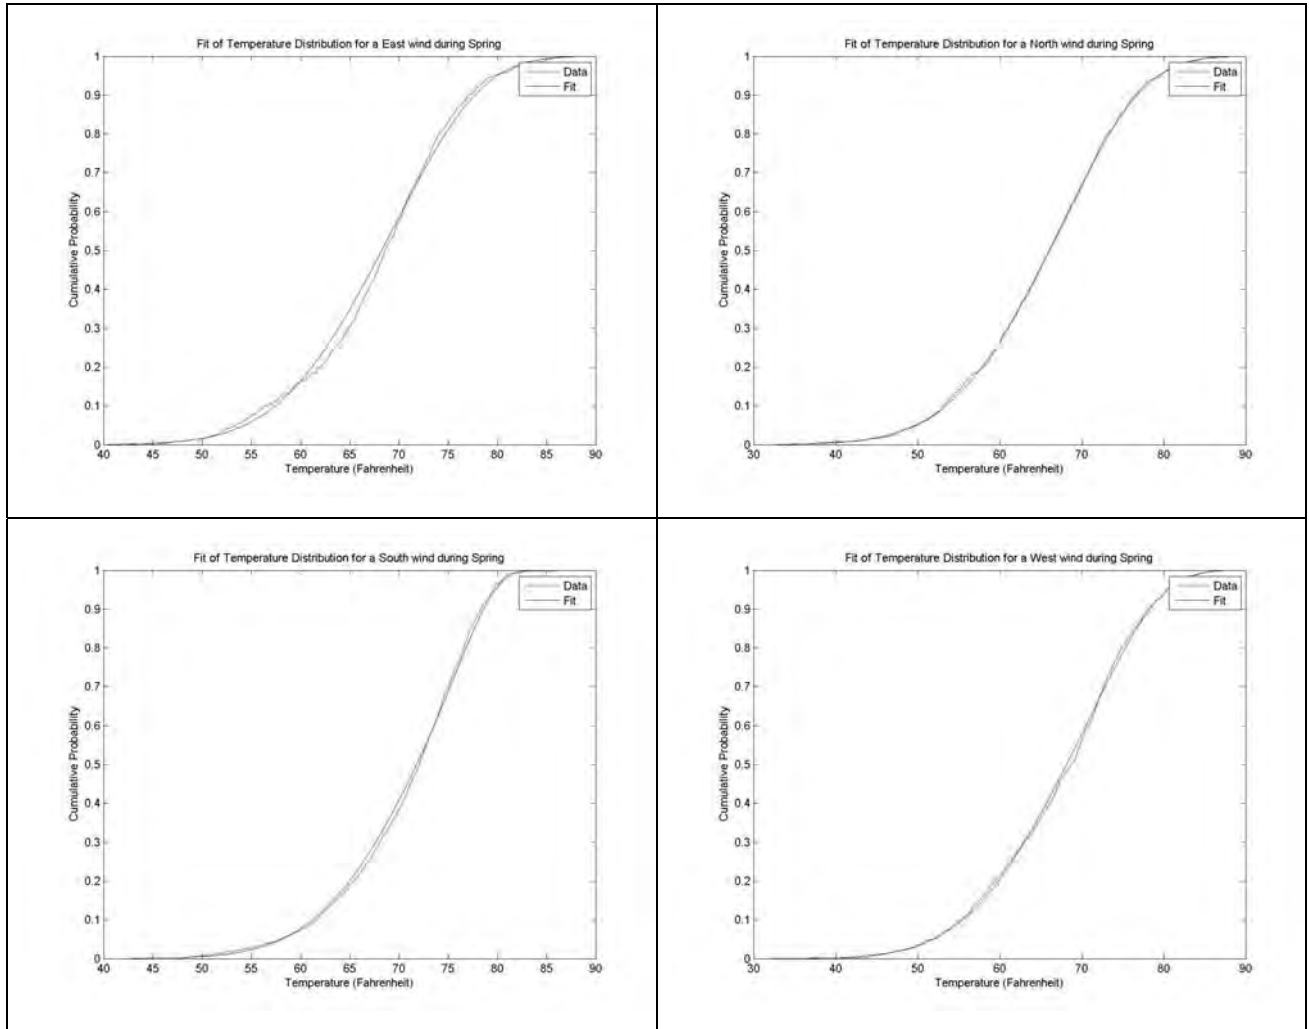 Fit of Temperature Distribution for a East wind during Spring
1
0.9
0.8
0.7
0.6
0.5
0.4
0.3
0.2
0.1
0
Cumulative Probability
Data
Fit
40 45 50 55 60 65 70 75 80 85 90
Temperature (Fahrenheit)
Fit of Temperature Distribution for a North wind during Spring
1
0.9
0.8
0.7
0.6
0.5
0.4
0.3
0.2
0.1
0
Cumulative Probability
Data
Fit
30 40 50 60 70 80 90
Temperature (Fahrenheit)
Fit of Temperature Distribution for a South wind during Spring
1
0.9
0.8
0.7
0.6
0.5
0.4
0.3
0.2
0.1
0
Cumulative Probability
Data
Fit
40 45 50 55 60 65 70 75 80 85 90
Temperature (Fahrenheit)
Fit of Temperature Distribution for a West wind during Spring
1
0.9
0.8
0.7
0.6
0.5
0.4
0.3
0.2
0.1
0
Cumulative Probability
Data
Fit
30 40 50 60 70 80 90
Temperature (Fahrenheit)